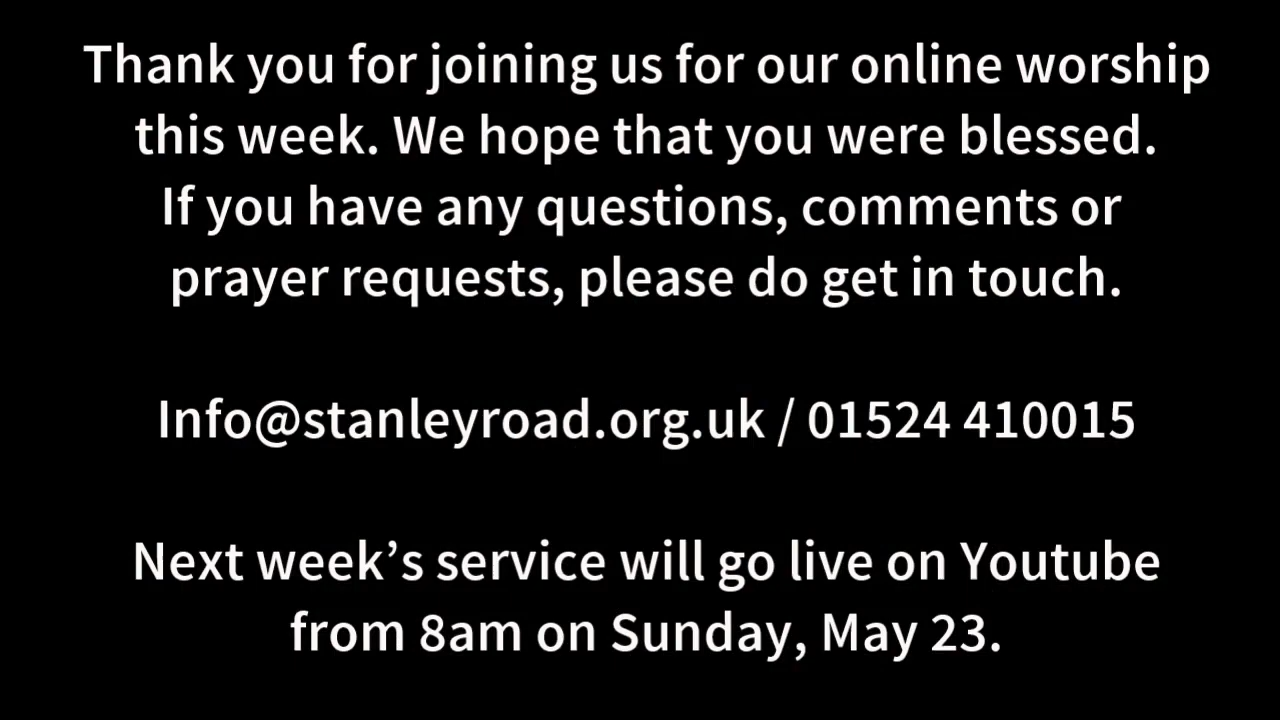 Thank you for joining us for our online worship
this week. We hope that you were blessed.
If you have any questions, comments or
prayer requests, please do get in touch.
Info@stanleyroad.org.uk / 01524 410015
Next week’s service will go live on Youtube
from 8am on Sunday, May 23.